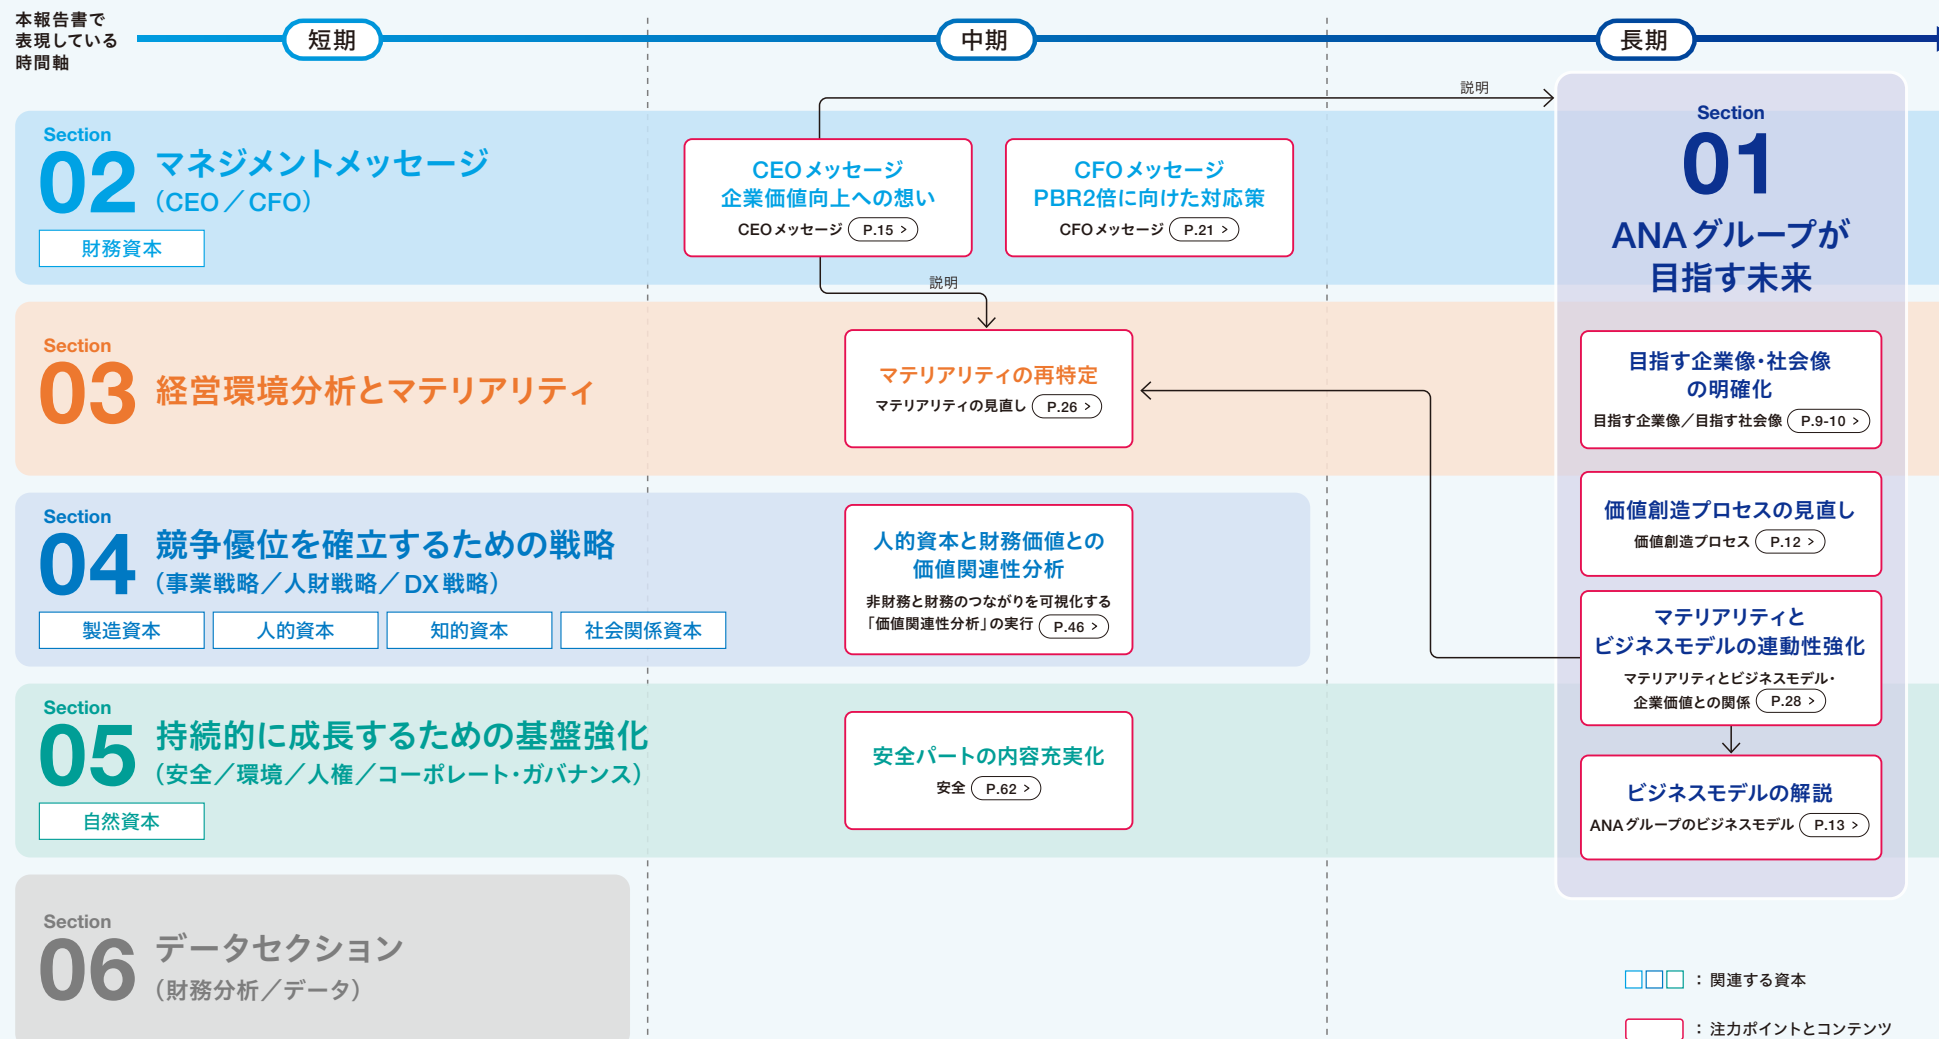 本報告書で
表現している
時間軸
短期
中期
長期
説明
Section
02
マネジメントメッセージ
（CEO／CFO）
財務資本
CEOメッセージ
企業価値向上への想い
CEOメッセージ P.15 >
CFOメッセージ
PBR2倍に向けた対応策
CFOメッセージ P.21 >
説明
Section
01
ANAグループが
目指す未来
Section
03
経営環境分析とマテリアリティ
マテリアリティの再特定
マテリアリティの見直し P.26 >
目指す企業像・社会像
の明確化
目指す企業像／目指す社会像 P.9-10 >
価値創造プロセスの見直し
価値創造プロセス P.12 >
Section
04
競争優位を確立するための戦略
（事業戦略／人財戦略／DX戦略）
製造資本
人的資本
知的資本
社会関係資本
人的資本と財務価値との
価値関連性分析
非財務と財務のつながりを可視化する
「価値関連性分析」の実行 P.46 >
マテリアリティと
ビジネスモデルの連動性強化
マテリアリティとビジネスモデル・
企業価値との関係 P.28 >
Section
05
持続的に成長するための基盤強化
（安全／環境／人権／コーポレート・ガバナンス）
自然資本
安全パートの内容充実化
安全 P.62 >
ビジネスモデルの解説
ANAグループのビジネスモデル P.13 >
Section
06
データセクション
（財務分析／データ）
：関連する資本
：注力ポイントとコンテンツ